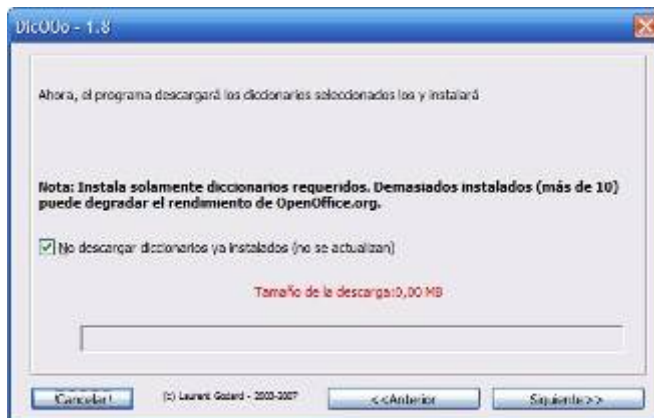 DicOOo - 1.8
Ahora, el programa descargará los diccionarios seleccionados los y instalará
Nota: Instala solamente diccionarios requeridos. Demasiados instalados (más de 10)
puede degradar el rendimiento de OpenOffice.org.
No descargar diccionarios ya instalados (no se actualizan)
Tamaño de la descarga:0,00 MB
!Cancelar!
(c) Laurent Godard - 2003-2007
<<Anterior
Siguiente>>